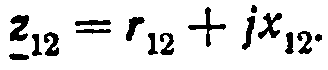 z̲₁₂ = r₁₂ + jx₁₂.